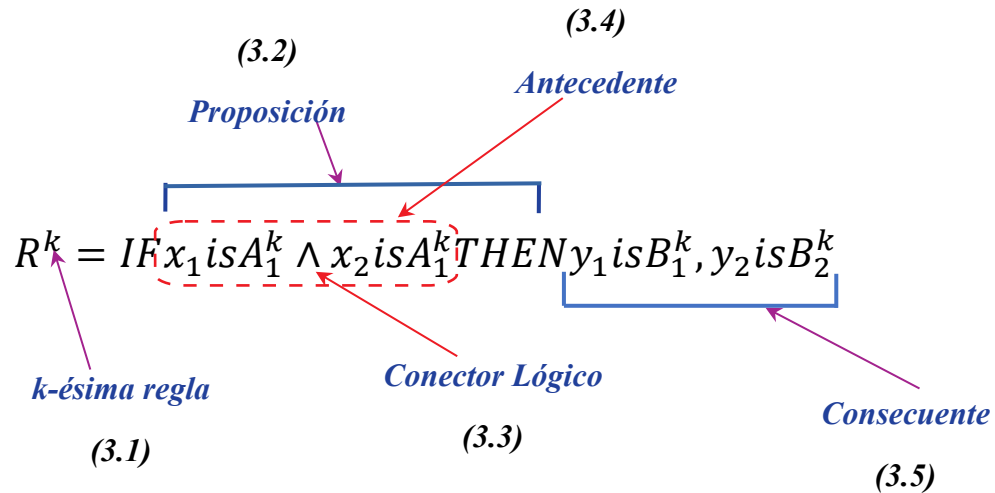 (3.4)
(3.2)
Antecedente
Proposición
R^k = IF x_1 is A_1^k ∧ x_2 is A_1^k THEN y_1 is B_1^k, y_2 is B_2^k
k-ésima regla
Conector Lógico
Consecuente
(3.1)
(3.3)
(3.5)